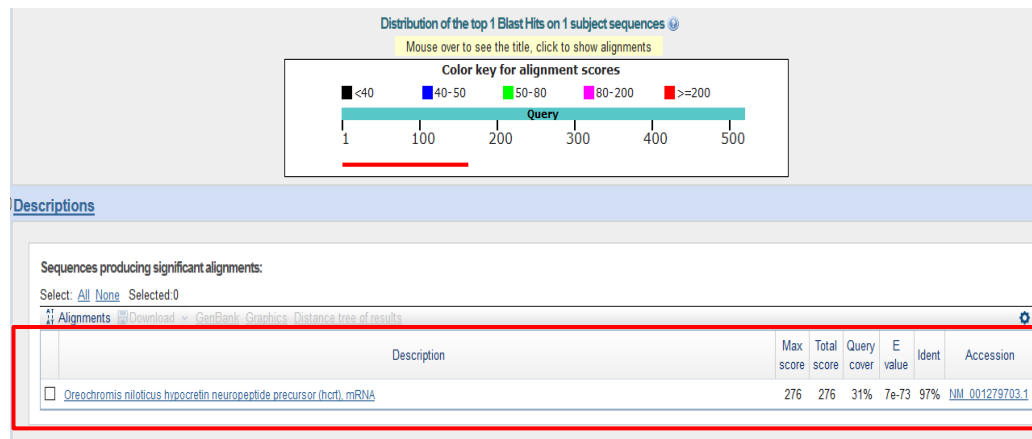 Distribution of the top 1 Blast Hits on 1 subject sequences
Mouse over to see the title, click to show alignments
Color key for alignment scores
<40 40-50 50-80 80-200 >=200
Query
1 100 200 300 400 500
Descriptions
Sequences producing significant alignments:
Select: All None Selected:0
Alignments Download GenBank Graphics Distance tree of results
Description Max score Total score Query cover E value Ident Accession
Oreochromis niloticus hypocretin neuropeptide precursor (hcrt), mRNA 276 276 31% 7e-73 97% NM_001279703.1